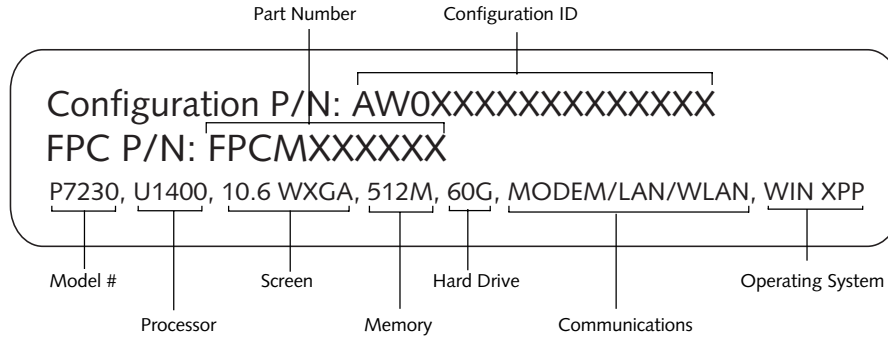 Part Number Configuration ID
Configuration P/N: AW0XXXXXXXXXXXXX
FPC P/N: FPCMXXXXXX
P7230, U1400, 10.6 WXGA, 512M, 60G, MODEM/LAN/WLAN, WIN XPP
Model # Screen Hard Drive Operating System
Processor Memory Communications